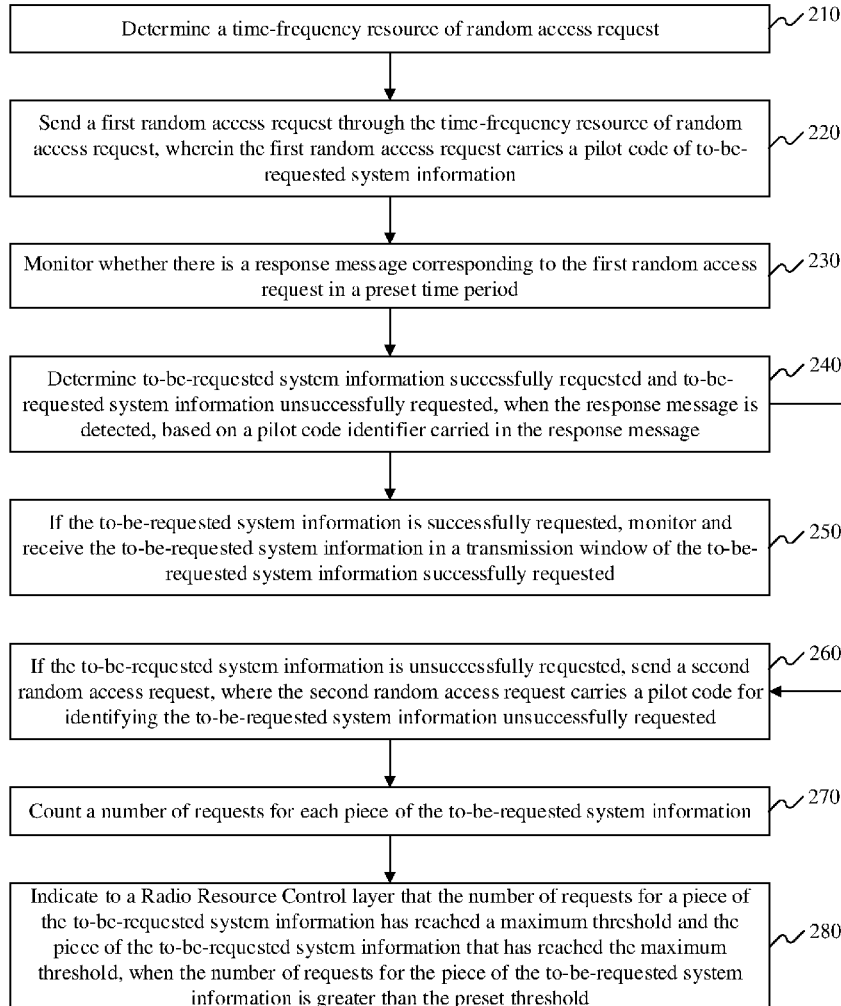 Determine a time-frequency resource of random access request
210
Send a first random access request through the time-frequency resource of random
access request, wherein the first random access request carries a pilot code of to-be-
requested system information
220
Monitor whether there is a response message corresponding to the first random access
request in a preset time period
230
Determine to-be-requested system information successfully requested and to-be-
requested system information unsuccessfully requested, when the response message is
detected, based on a pilot code identifier carried in the response message
240
If the to-be-requested system information is successfully requested, monitor and
receive the to-be-requested system information in a transmission window of the to-be-
requested system information successfully requested
250
If the to-be-requested system information is unsuccessfully requested, send a second
random access request, where the second random access request carries a pilot code for
identifying the to-be-requested system information unsuccessfully requested
260
Count a number of requests for each piece of the to-be-requested system information
270
Indicate to a Radio Resource Control layer that the number of requests for a piece of
the to-be-requested system information has reached a maximum threshold and the
piece of the to-be-requested system information that has reached the maximum
threshold, when the number of requests for the piece of the to-be-requested system
information is greater than the preset threshold
280